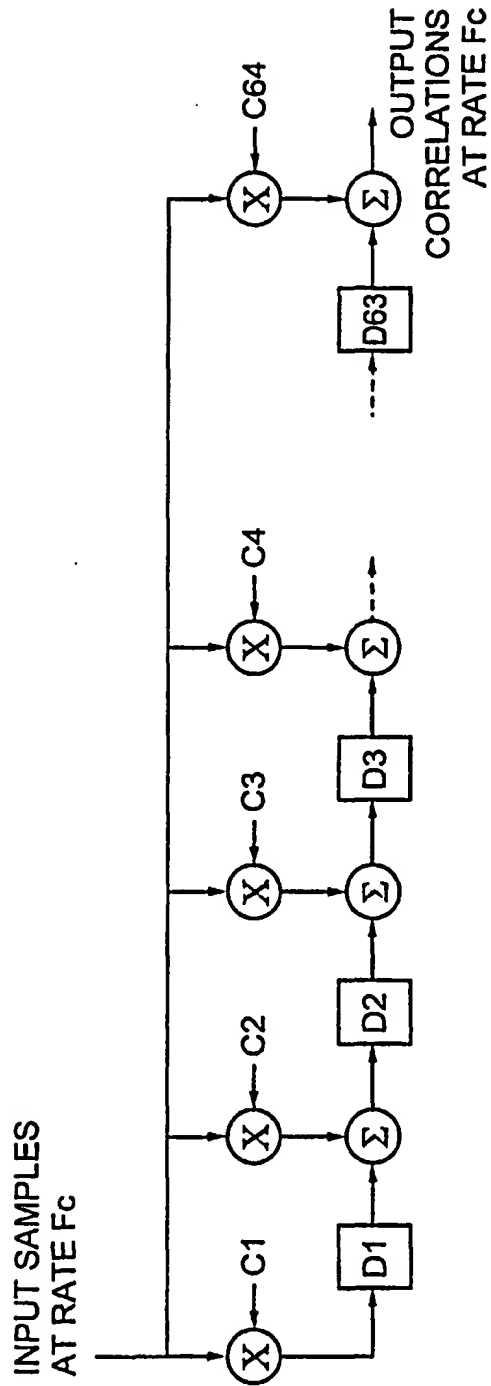 INPUT SAMPLES
AT RATE Fc
C1
C2
C3
C4
C64
X
X
X
X
X
D1
Σ
D2
Σ
D3
Σ
D63
Σ
OUTPUT
CORRELATIONS
AT RATE Fc